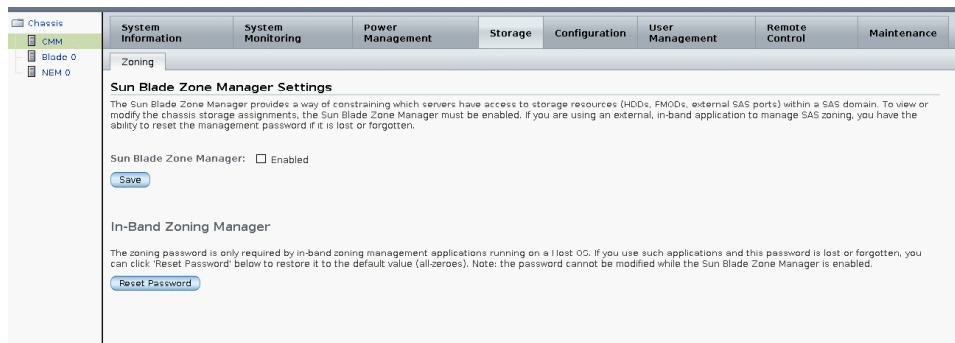 Chassis
CMM
Blade 0
NEM 0
System Information
System Monitoring
Power Management
Storage
Configuration
User Management
Remote Control
Maintenance
Zoning
Sun Blade Zone Manager Settings
The Sun Blade Zone Manager provides a way of constraining which servers have access to storage resources (HDDs, FMODs, external SAS ports) within a SAS domain. To view or
modify the chassis storage assignments, the Sun Blade Zone Manager must be enabled. If you are using an external, in-band application to manage SAS zoning, you have the
ability to reset the management password if it is lost or forgotten.
Sun Blade Zone Manager: Enabled
Save
In-Band Zoning Manager
The zoning password is only required by in-band zoning management applications running on a Host OS. If you use such applications and this password is lost or forgotten, you
can click 'Reset Password' below to restore it to the default value (all-zeroes). Note: the password cannot be modified while the Sun Blade Zone Manager is enabled.
Reset Password